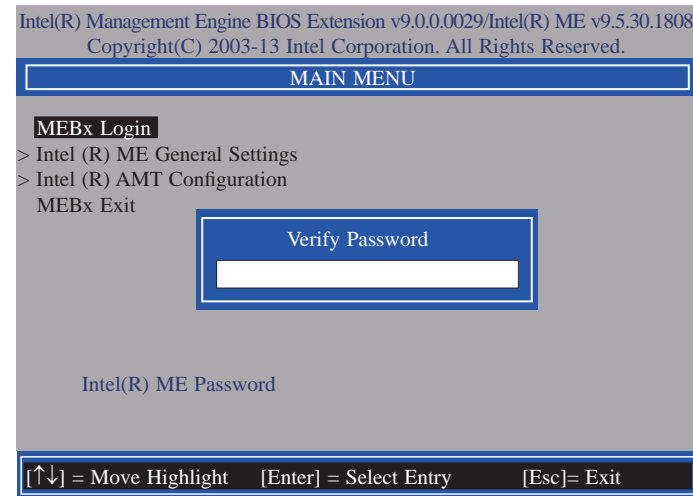 Intel(R) Management Engine BIOS Extension v9.0.0.0029/Intel(R) ME v9.5.30.1808
Copyright(C) 2003-13 Intel Corporation. All Rights Reserved.
MAIN MENU
MEBx Login
> Intel (R) ME General Settings
> Intel (R) AMT Configuration
MEBx Exit
Verify Password
Intel(R) ME Password
[↑↓] = Move Highlight [Enter] = Select Entry [Esc]= Exit